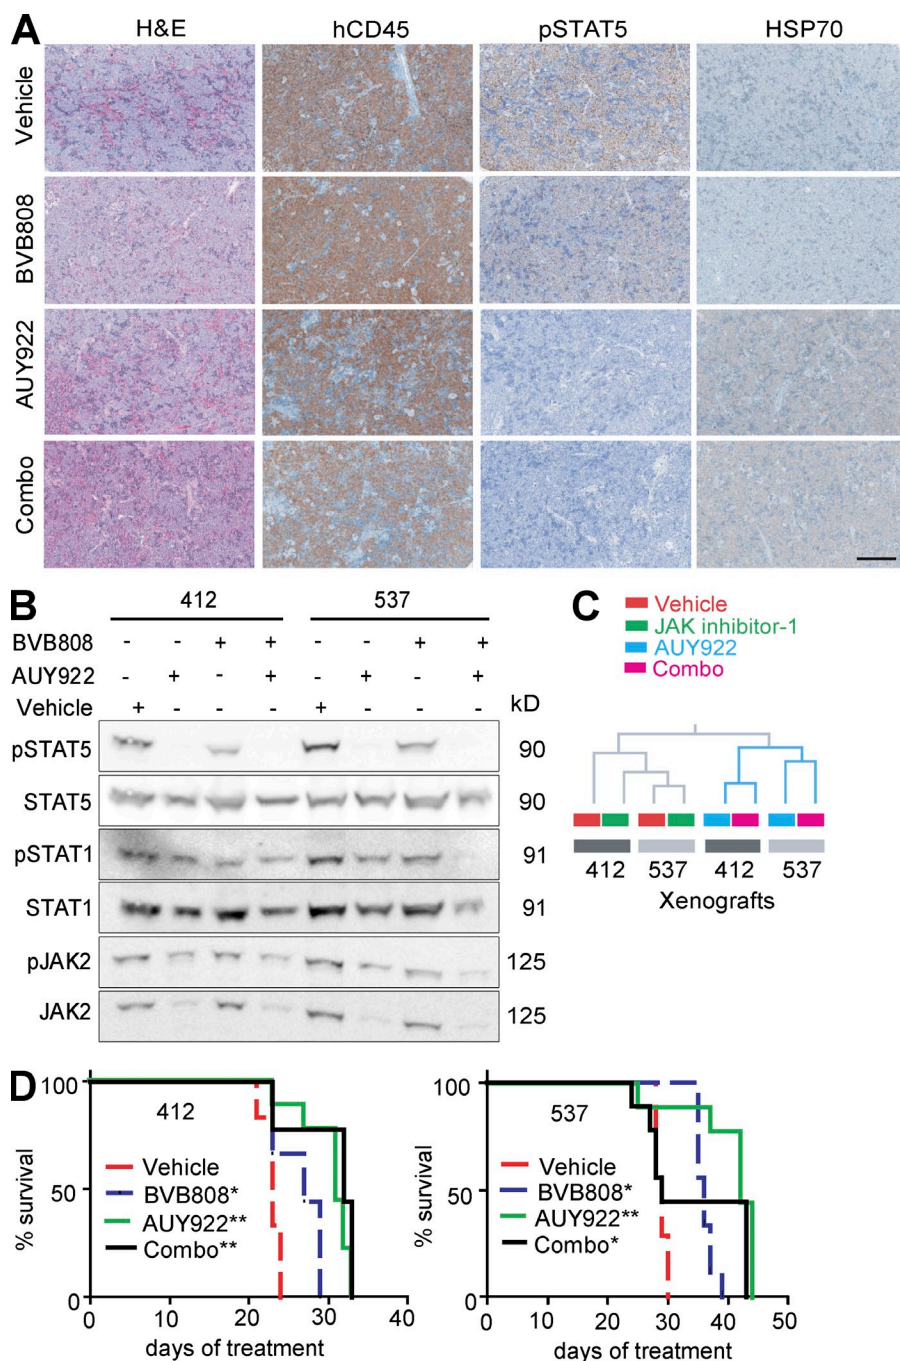 A
H&E hCD45 pSTAT5 HSP70
Vehicle
BVB808
AUY922
Combo
B
412 537
BVB808 - - + + - - + +
AUY922 - + - + - + - +
Vehicle + - - - + - - - kD
pSTAT5 90
STAT5 90
pSTAT1 91
STAT1 91
pJAK2 125
JAK2 125
C
Vehicle
JAK inhibitor-1
AUY922
Combo
412 537 412 537
Xenografts
D
100
50
0
% survival
412
Vehicle
BVB808*
AUY922**
Combo**
0 10 20 30 40
days of treatment
100
50
0
% survival
537
Vehicle
BVB808*
AUY922**
Combo*
0 10 20 30 40 50
days of treatment